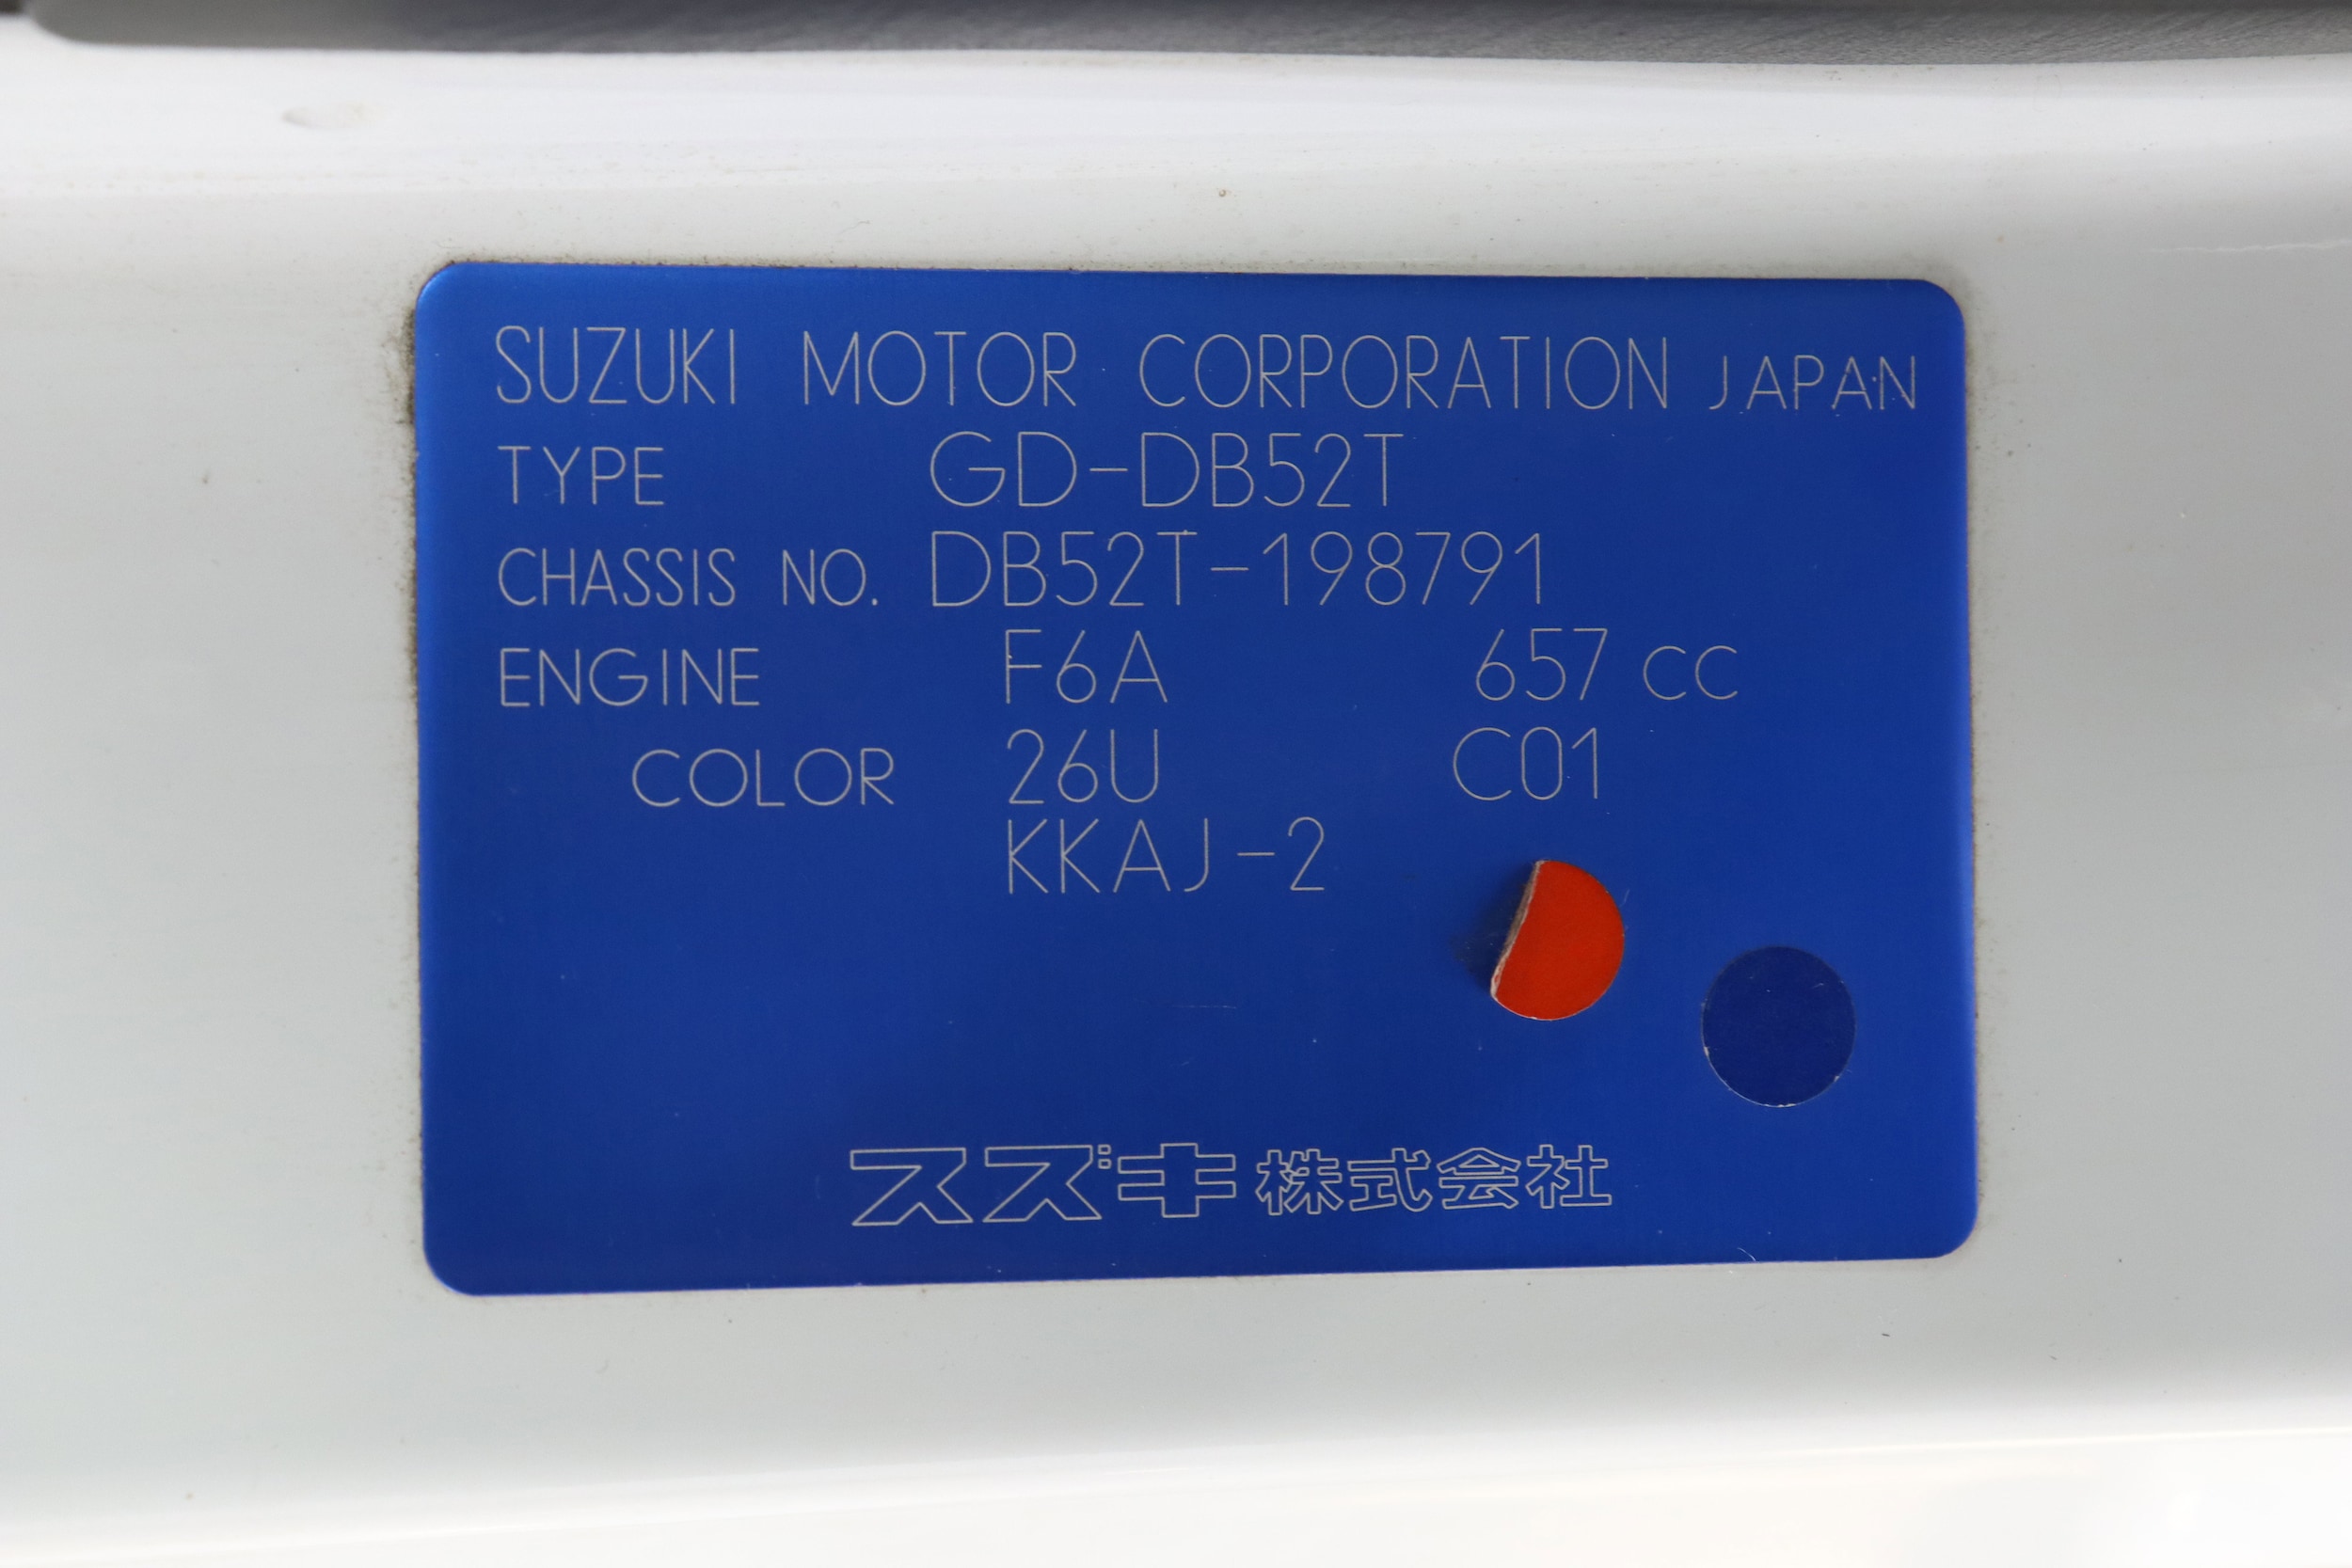 SUZUKI MOTOR CORPORATION JAPAN
TYPE GD-DB52T
CHASSIS NO. DB52T-198791
ENGINE F6A 657 cc
COLOR 26U C01
KKAJ-2
スズキ株式会社